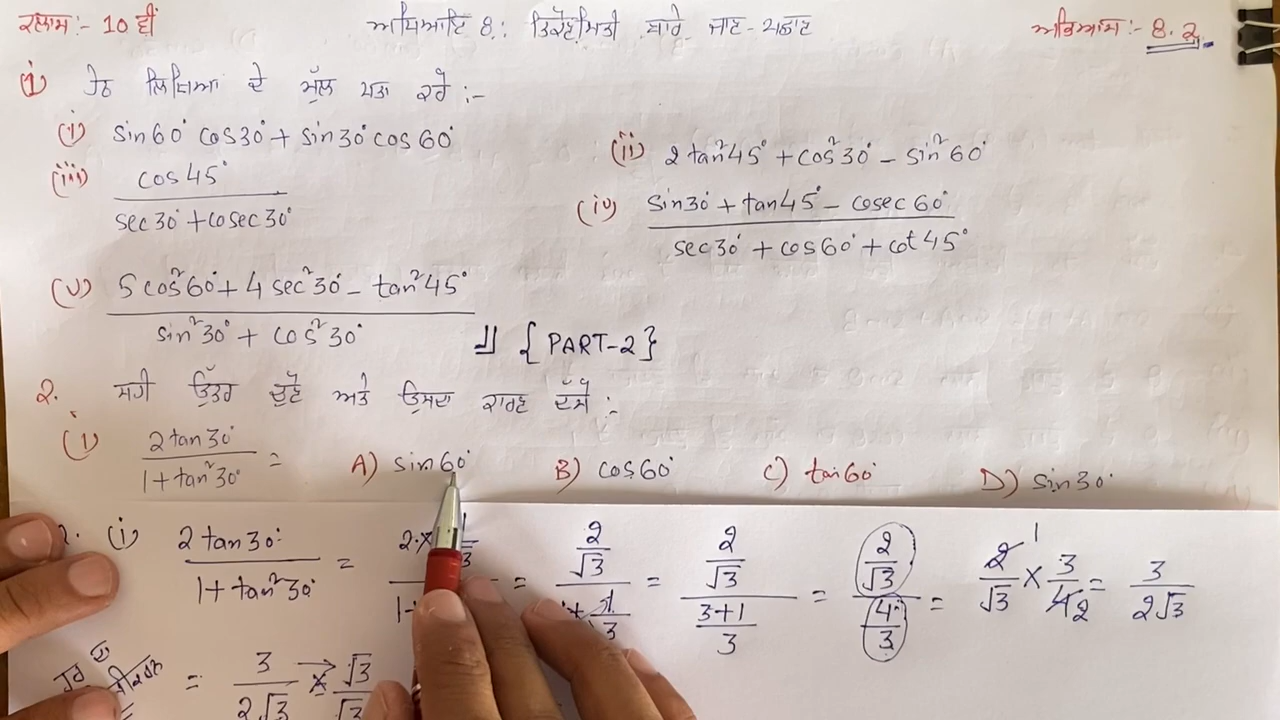 ਕਲਾਸ:- 10 ਵੀਂ ਅਧਿਆਇ 8: ਤਿਕੋਣਮਿਤੀ ਬਾਰੇ ਜਾਣ-ਪਛਾਣ ਅਭਿਆਸ:- 8.2
1 ਹੇਠ ਲਿਖਿਆਂ ਦੇ ਮੁੱਲ ਪਤਾ ਕਰੋ:-
(i) sin60° cos30° + sin30° cos60° (ii) 2tan²45° + cos²30° - sin²60°
(iii) cos45° (iv) sin30° + tan45° - cosec60°
sec30° + cosec30° sec30° + cos60° + cot45°
(v) 5cos²60° + 4sec²30° - tan²45°
sin²30° + cos²30° {PART-2}
2. ਸਹੀ ਉੱਤਰ ਚੁਣੋ ਅਤੇ ਉਸਦਾ ਕਾਰਣ ਦੱਸੋ:-
(i) 2tan30° / 1+tan²30° = A) sin60° B) cos60° C) tan60° D) sin30°
(i) 2tan30° / 1+tan²30° = = 2/√3 = 2/√3 / 3+1/3 = 2/√3 / 4/3 = 2/√3 × 3/4 = 3/2√3
= 3/2√3 × √3/√3